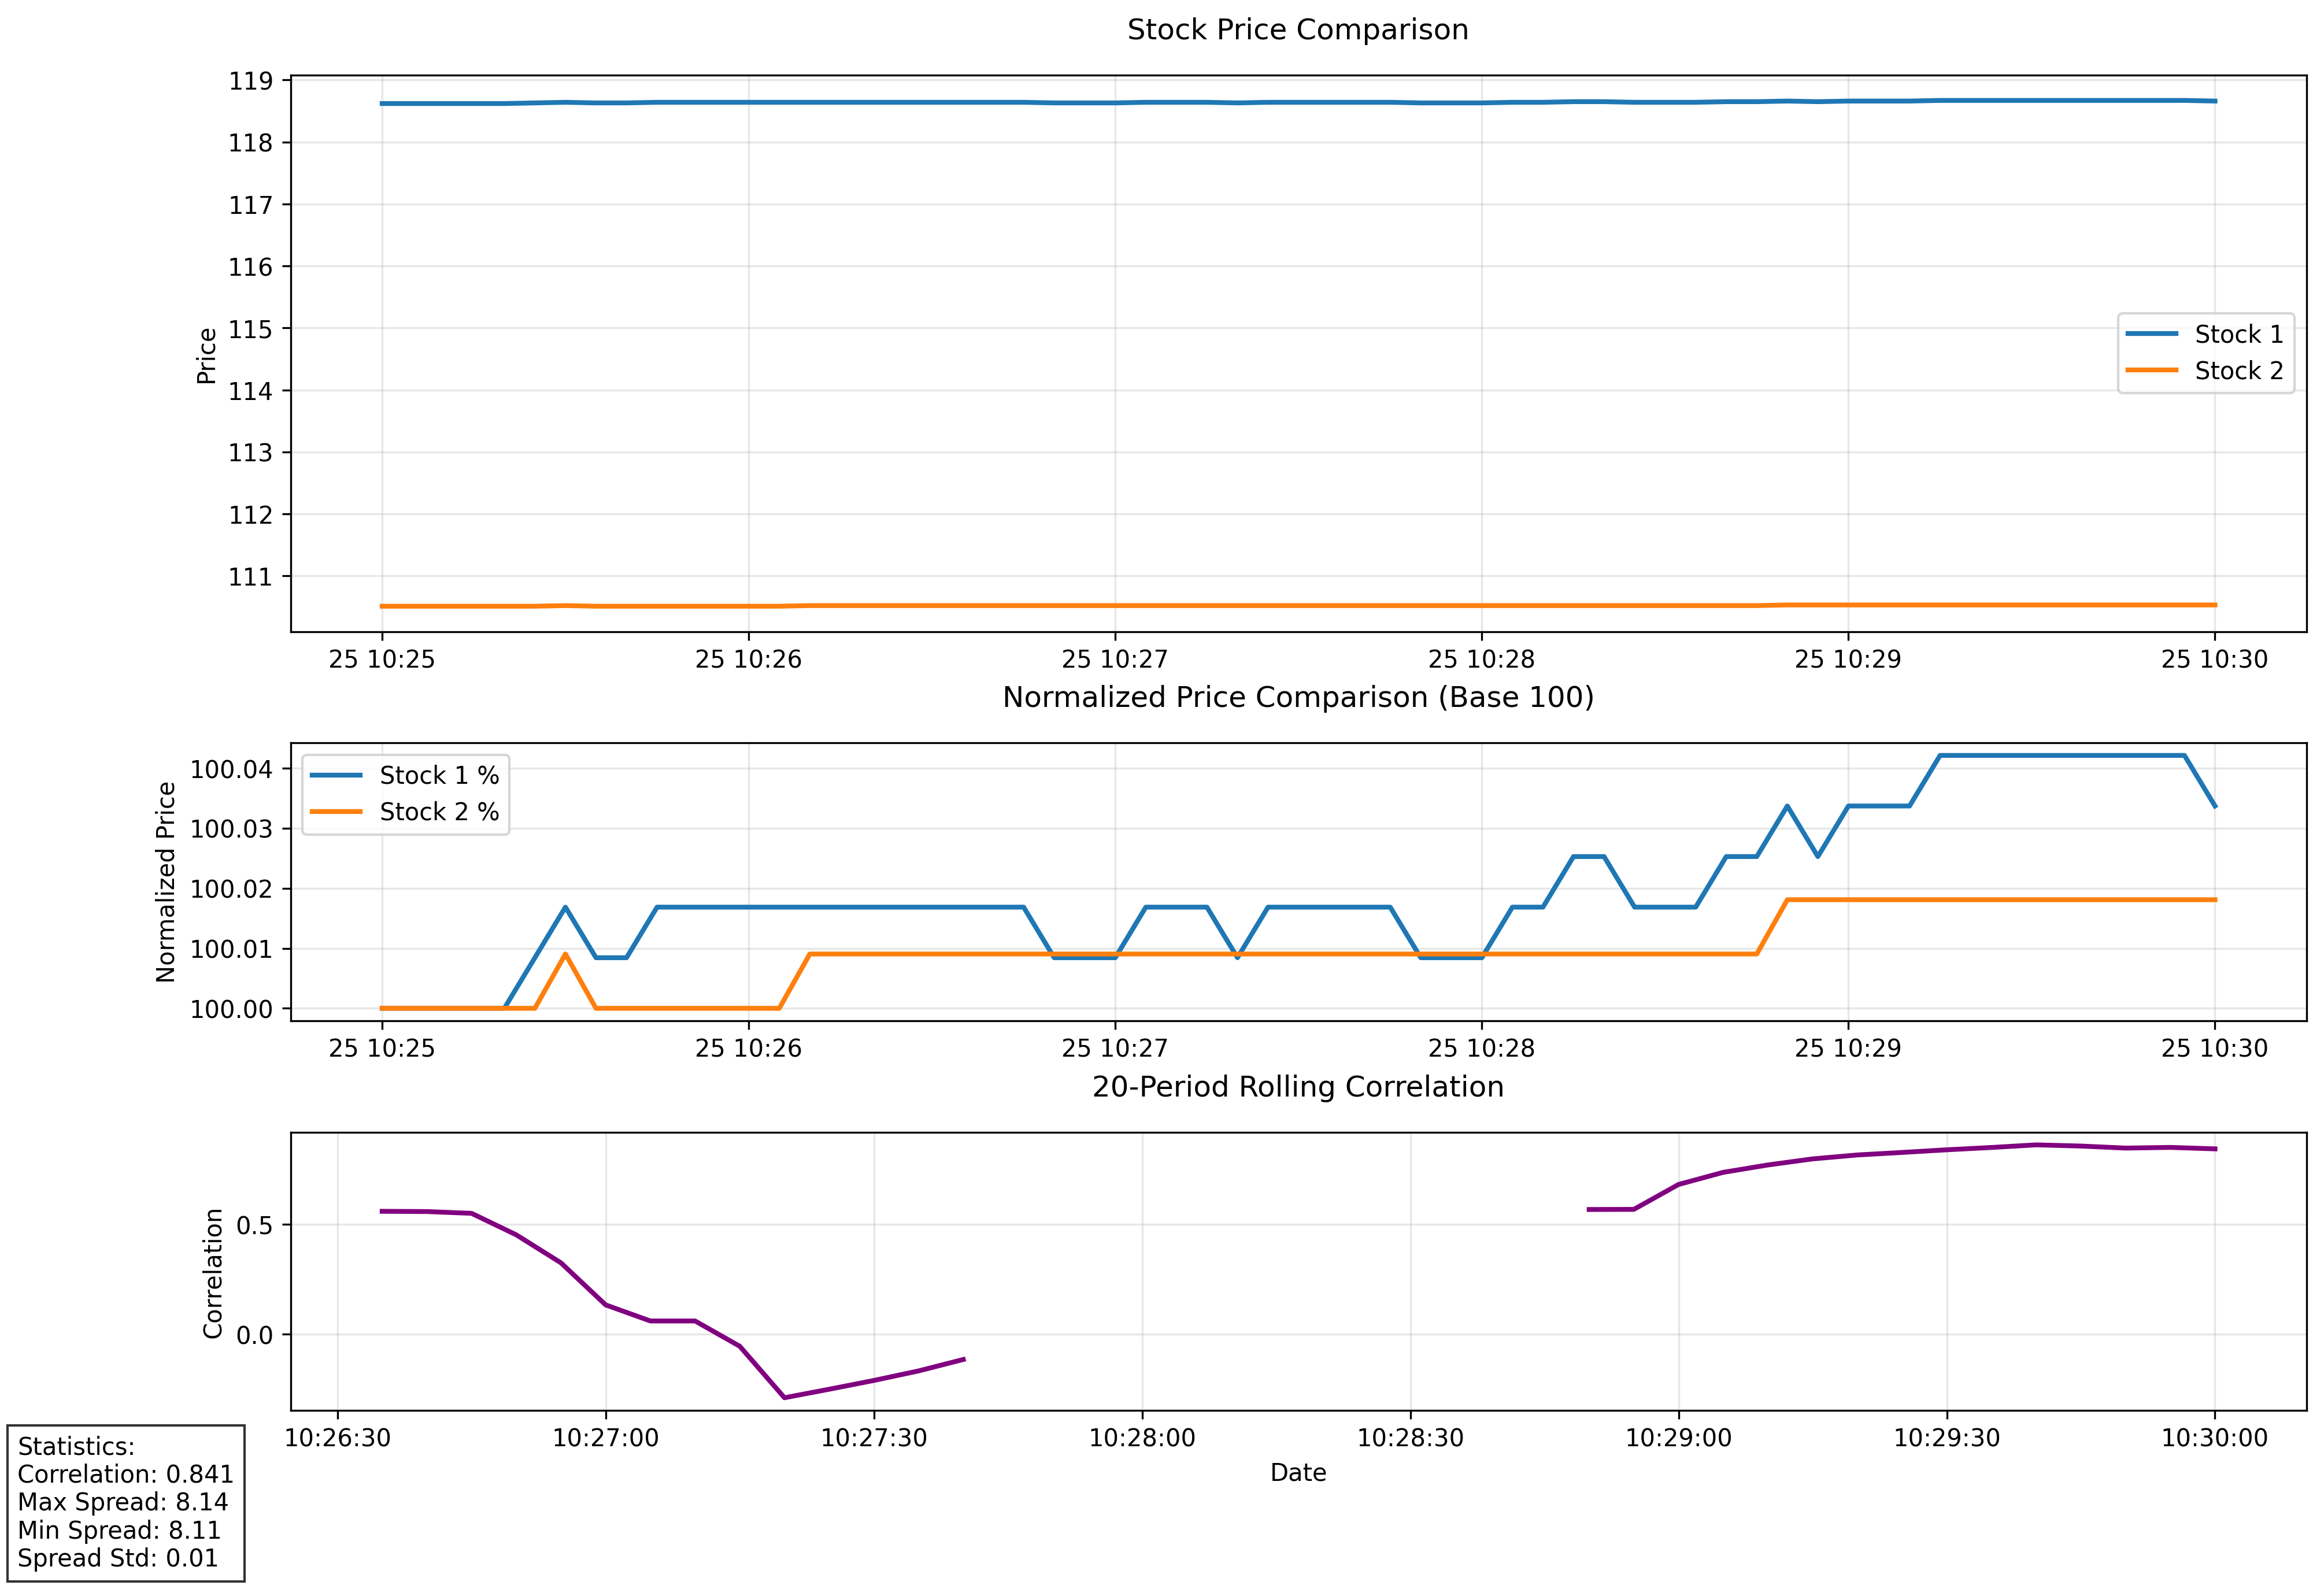 Stock Price Comparison
119
118
117
116
115
114
113
112
111
Price
Stock 1
Stock 2
25 10:25 25 10:26 25 10:27 25 10:28 25 10:29 25 10:30
Normalized Price Comparison (Base 100)
100.04
100.03
100.02
100.01
100.00
Normalized Price
Stock 1 %
Stock 2 %
25 10:25 25 10:26 25 10:27 25 10:28 25 10:29 25 10:30
20-Period Rolling Correlation
0.5
0.0
Correlation
10:26:30 10:27:00 10:27:30 10:28:00 10:28:30 10:29:00 10:29:30 10:30:00
Date
Statistics:
Correlation: 0.841
Max Spread: 8.14
Min Spread: 8.11
Spread Std: 0.01